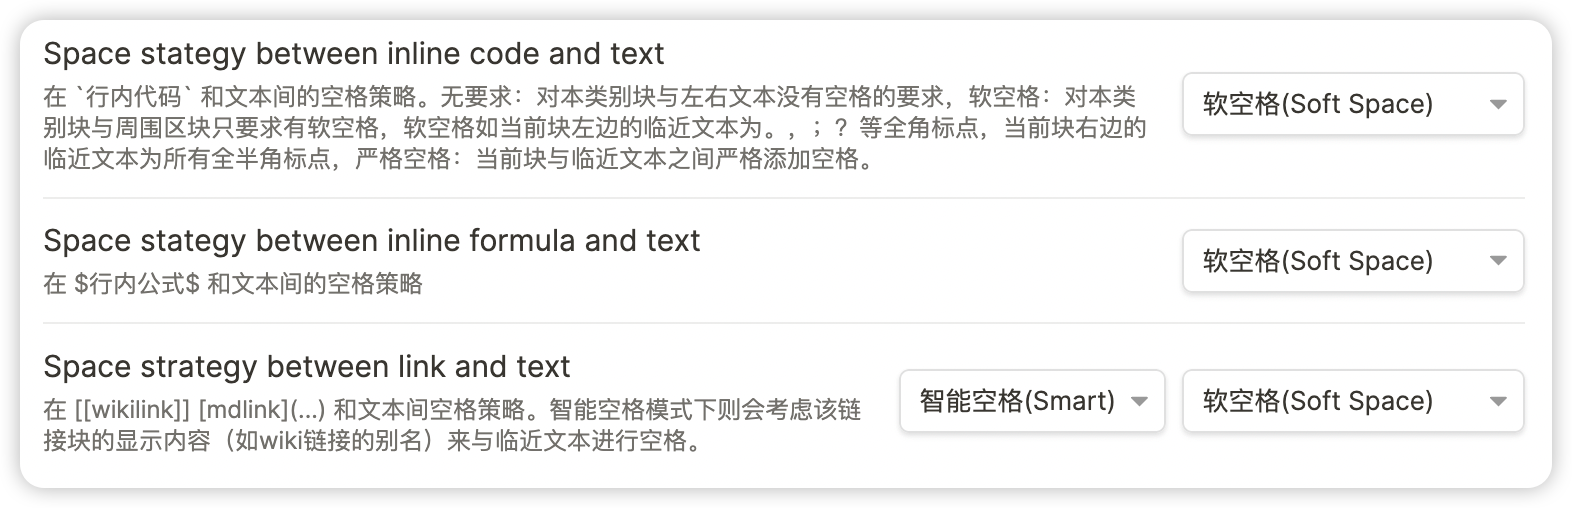 Space stategy between inline code and text
在 `行内代码` 和文本间的空格策略。无要求：对本类别块与左右文本没有空格的要求，软空格：对本类
别块与周围区块只要求有软空格，软空格如当前块左边的临近文本为。，；？等全角标点，当前块右边的
临近文本为所有全半角标点，严格空格：当前块与临近文本之间严格添加空格。
软空格(Soft Space)
Space stategy between inline formula and text
在 $行内公式$ 和文本间的空格策略
软空格(Soft Space)
Space strategy between link and text
在 [[wikilink]] [mdlink](...) 和文本间空格策略。智能空格模式下则会考虑该链
接块的显示内容（如wiki链接的别名）来与临近文本进行空格。
智能空格(Smart)
软空格(Soft Space)